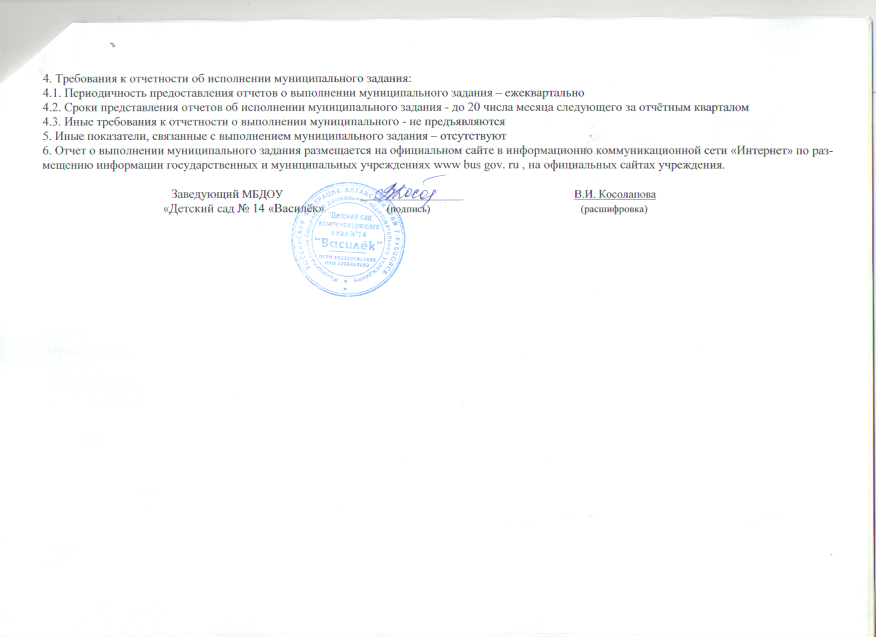 4. Требования к отчетности об исполнении муниципального задания:
4.1. Периодичность предоставления отчетов о выполнении муниципального задания – ежеквартально
4.2. Сроки представления отчетов об исполнении муниципального задания - до 20 числа месяца следующего за отчётным кварталом
4.3. Иные требования к отчетности о выполнении муниципального - не предъявляются
5. Иные показатели, связанные с выполнением муниципального задания – отсутствуют
6. Отчет о выполнении муниципального задания размещается на официальном сайте в информационно коммуникационной сети «Интернет» по раз-
мещению информации государственных и муниципальных учреждениях www bus gov. ru , на официальных сайтах учреждения.
Заведующий МБДОУ В.И. Косолапова
«Детский сад № 14 «Василёк» (подпись) (расшифровка)
Детский сад
компенсирующего
вида №14
"Василёк"